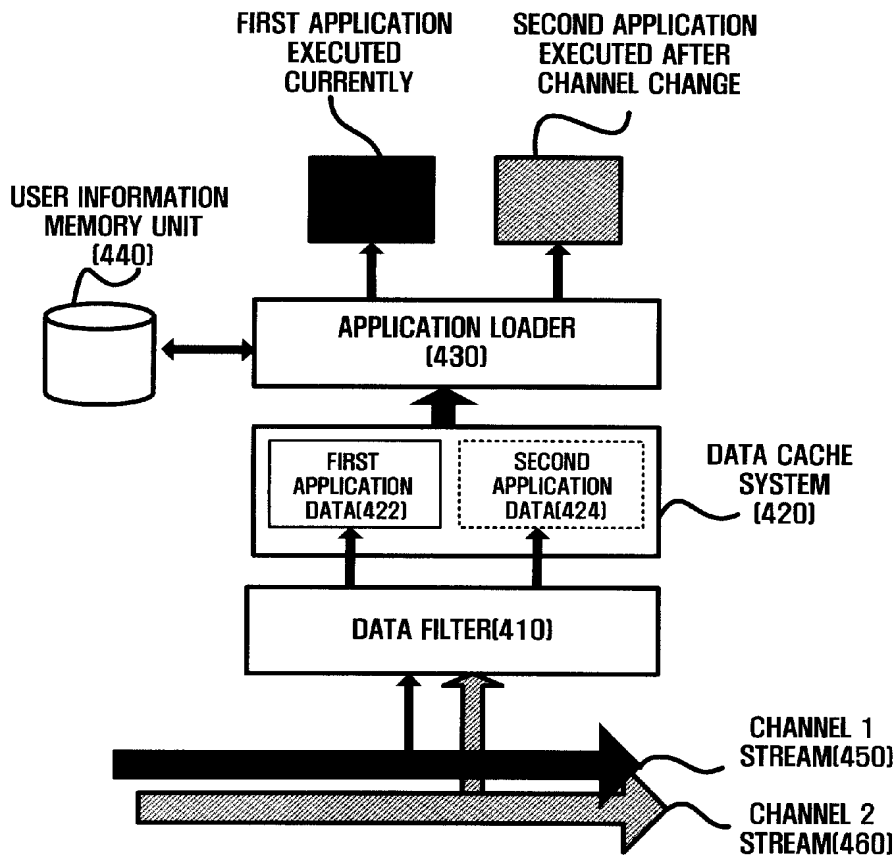 FIRST APPLICATION
EXECUTED
CURRENTLY
SECOND APPLICATION
EXECUTED AFTER
CHANNEL CHANGE
USER INFORMATION
MEMORY UNIT
(440)
APPLICATION LOADER
(430)
FIRST
APPLICATION
DATA(422)
SECOND
APPLICATION
DATA(424)
DATA CACHE
SYSTEM
(420)
DATA FILTER(410)
CHANNEL 1
STREAM(450)
CHANNEL 2
STREAM(460)